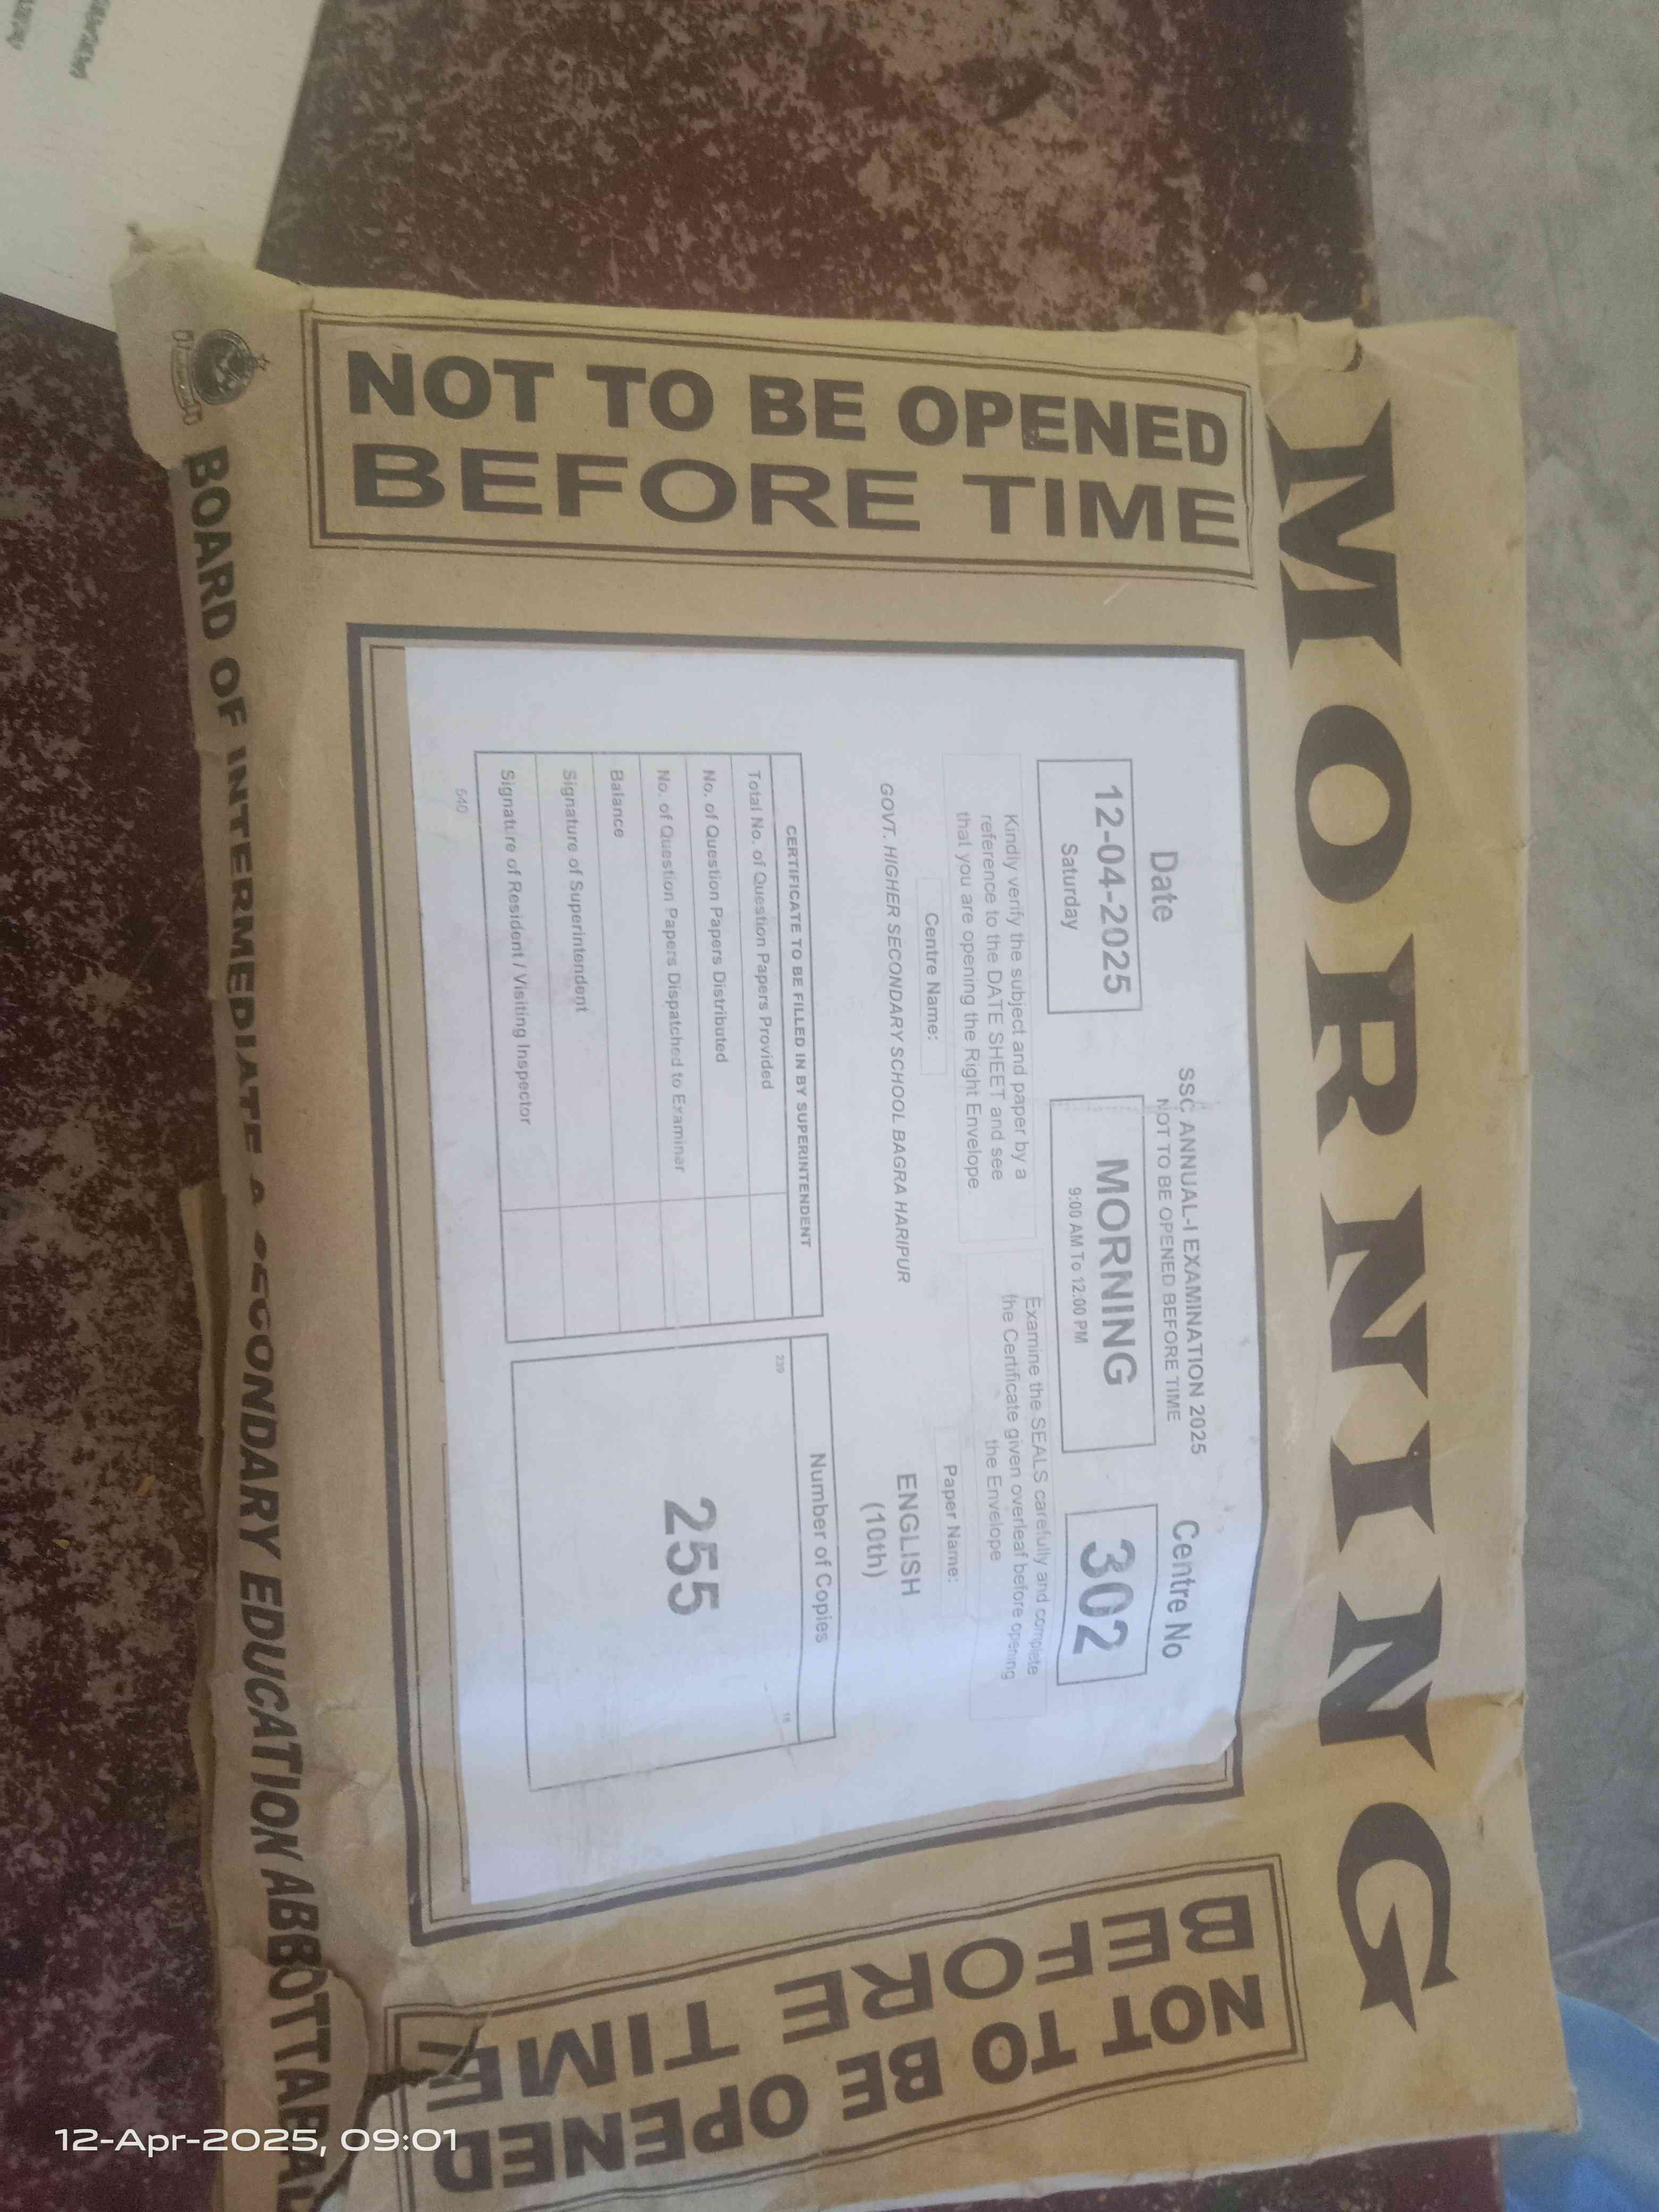 MORNING
NOT TO BE OPENED
BEFORE TIME
SSC ANNUAL-I EXAMINATION 2025
NOT TO BE OPENED BEFORE TIME
Date
Centre No
12-04-2025
Saturday
MORNING
9:00 AM To 12:00 PM
302
Kindly verify the subject and paper by a
reference to the DATE SHEET and see
that you are opening the Right Envelope
Examine the SEALS carefully and complete
the Certificate given overleaf before opening
the Envelope
Centre Name:
Paper Name:
GOVT. HIGHER SECONDARY SCHOOL BAGRA HARIPUR
ENGLISH
(10th)
CERTIFICATE TO BE FILLED IN BY SUPERINTENDENT
Total No. of Question Papers Provided
No. of Question Papers Distributed
No. of Question Papers Dispatched to Examinar
Balance
Signature of Superintendent
Signature of Resident / Visiting Inspector
540
Number of Copies
239
18
255
NOT TO BE OPENED
BEFORE TIME
BOARD OF INTERMEDIATE & SECONDARY EDUCATION ABBOTTABAD
12-Apr-2025, 09:01